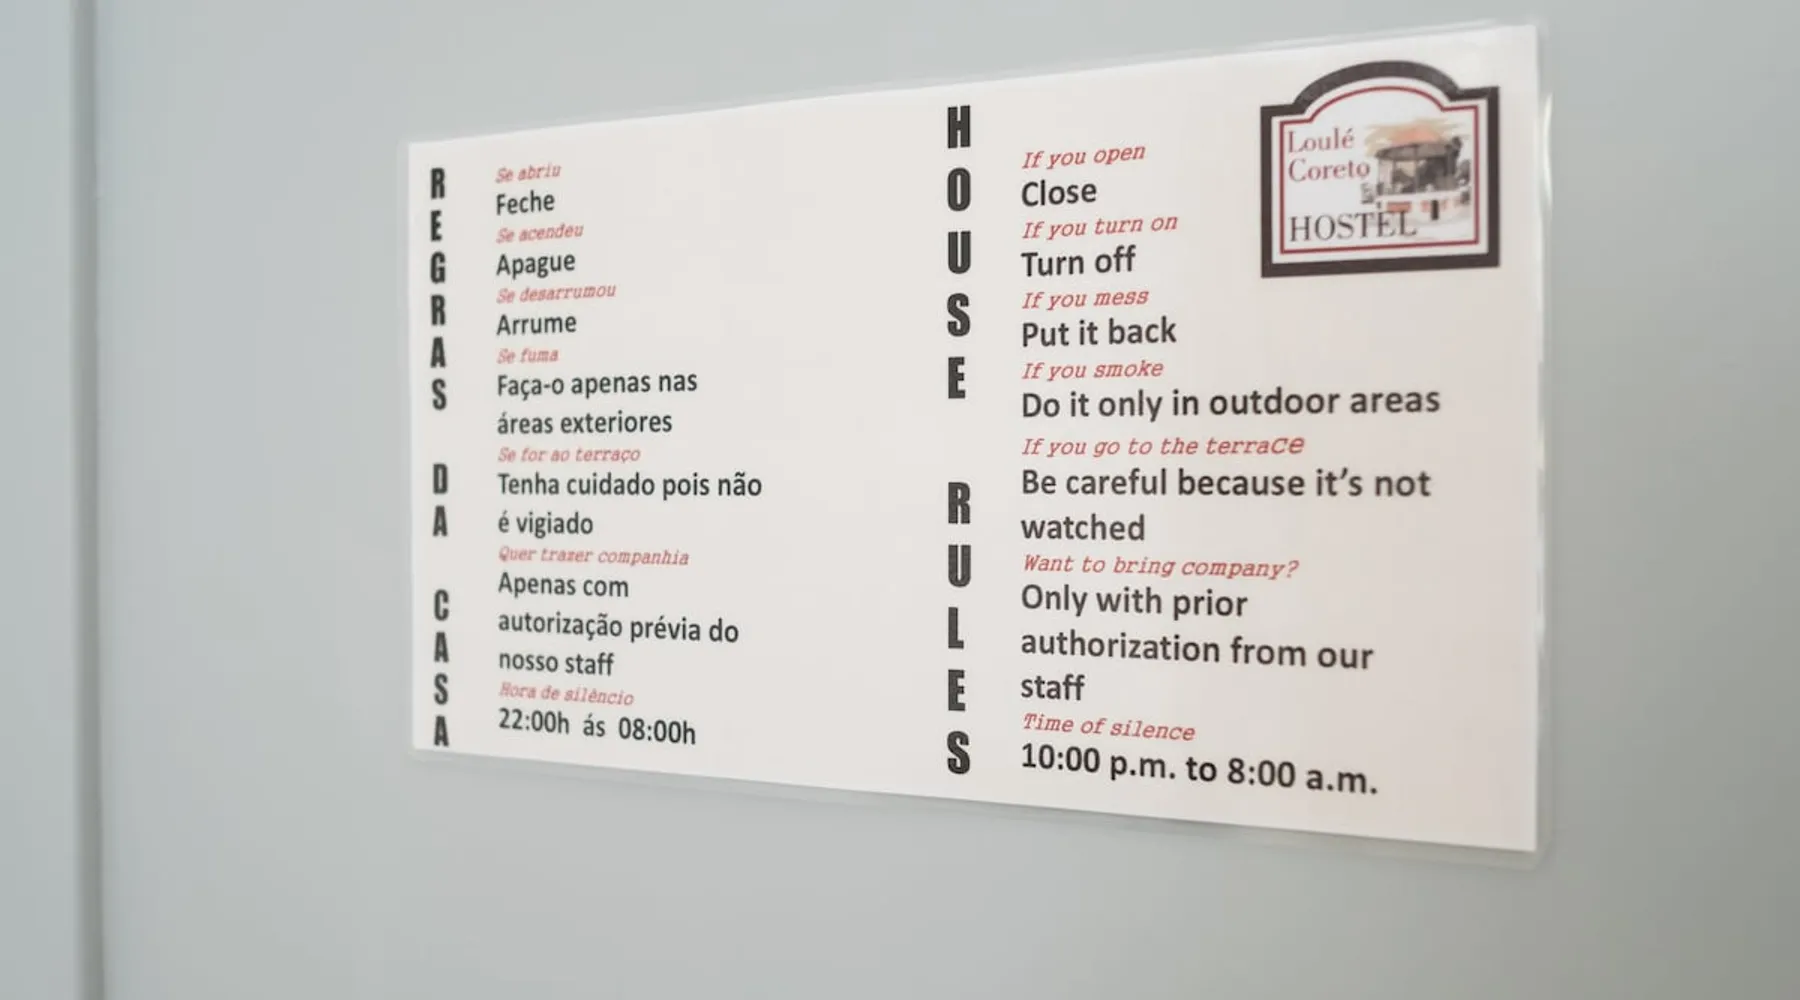 REGRAS DA CASA
Se abriu
Feche
Se acendeu
Apague
Se desarrumou
Arrume
Se fuma
Faça-o apenas nas
áreas exteriores
Se for ao terraço
Tenha cuidado pois não
é vigiado
Quer trazer companhia
Apenas com
autorização prévia do
nosso staff
Hora de silêncio
22:00h ás 08:00h
HOUSE RULES
If you open
Close
If you turn on
Turn off
If you mess
Put it back
If you smoke
Do it only in outdoor areas
If you go to the terrace
Be careful because it’s not
watched
Want to bring company?
Only with prior
authorization from our
staff
Time of silence
10:00 p.m. to 8:00 a.m.
Loulé
Coreto
HOSTEL